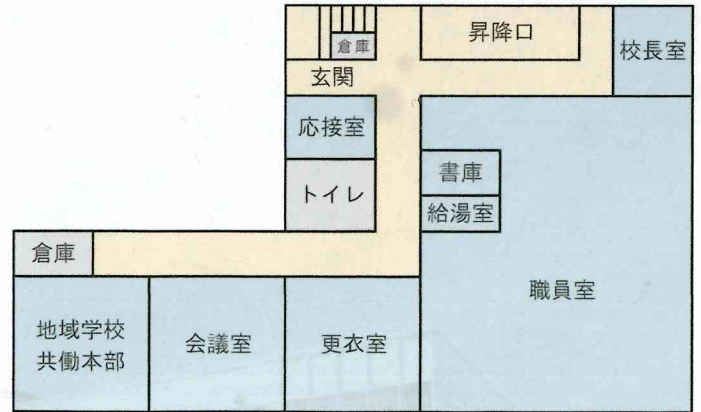 昇降口
倉庫
校長室
玄関
応接室
書庫
トイレ
給湯室
倉庫
職員室
地域学校
共働本部
会議室
更衣室